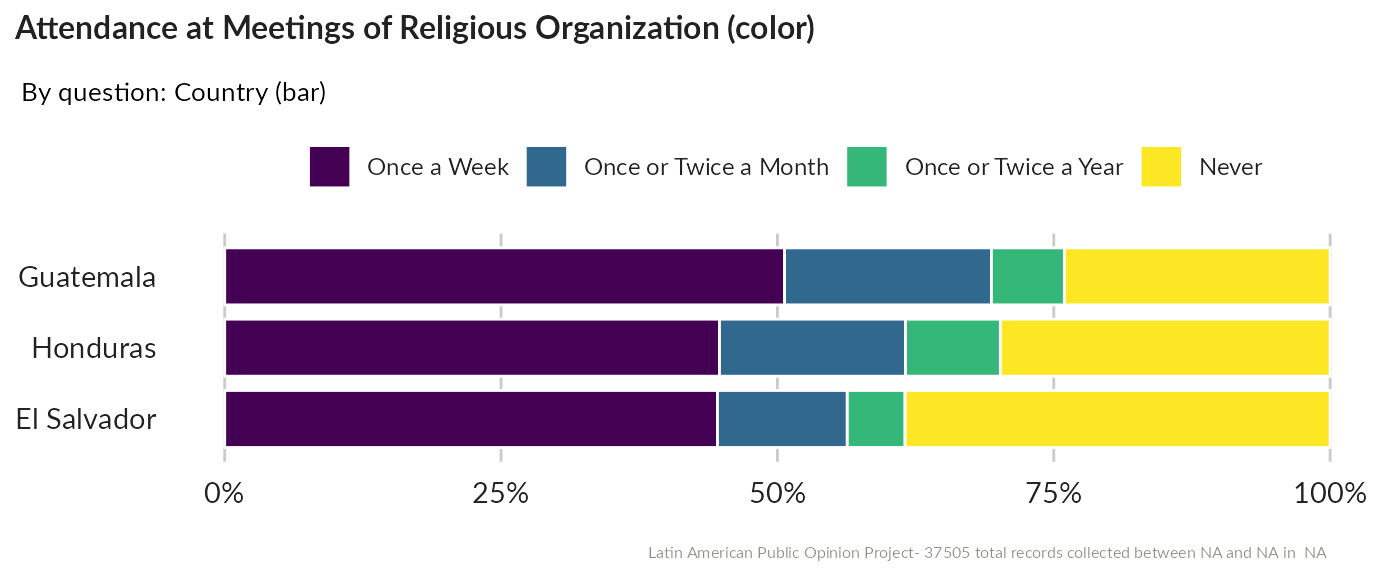 Attendance at Meetings of Religious Organization (color)
By question: Country (bar)
Once a Week Once or Twice a Month Once or Twice a Year Never
Guatemala
Honduras
El Salvador
0% 25% 50% 75% 100%
Latin American Public Opinion Project- 37505 total records collected between NA and NA in  NA